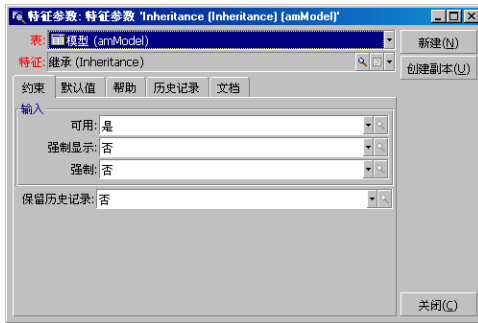 特征参数: 特征参数 'Inheritance (Inheritance) (amModel)'
表: 模型 (amModel)
新建(N)
特征: 继承 (Inheritance)
创建副本(U)
约束 默认值 帮助 历史记录 文档
输入
可用: 是
强制显示: 否
强制: 否
保留历史记录: 否
关闭(C)